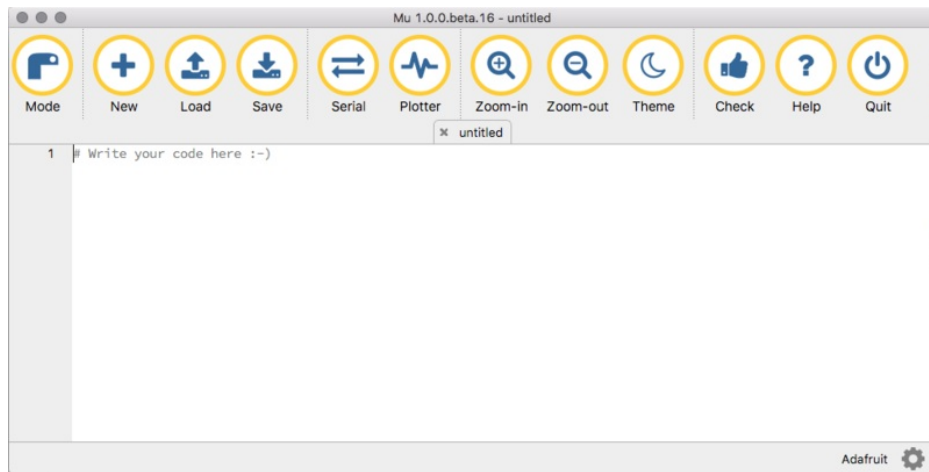 Mu 1.0.0.beta.16 - untitled
Mode New Load Save Serial Plotter Zoom-in Zoom-out Theme Check Help Quit
untitled
1 # Write your code here :-)
Adafruit